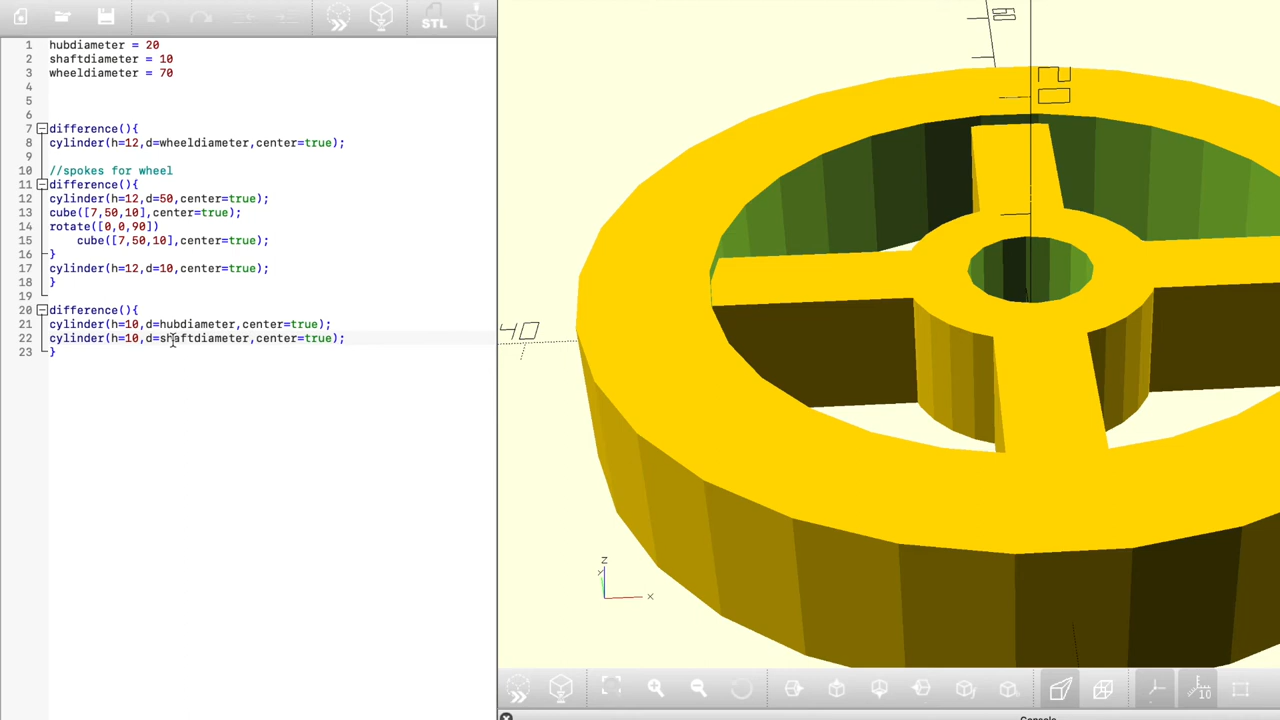 STL
1 hubdiameter = 20
2 shaftdiameter = 10
3 wheeldiameter = 70
4
5
6
7 difference(){
8 cylinder(h=12,d=wheeldiameter,center=true);
9
10 //spokes for wheel
11 difference(){
12 cylinder(h=12,d=50,center=true);
13 cube([7,50,10],center=true);
14 rotate([0,0,90])
15     cube([7,50,10],center=true);
16 }
17 cylinder(h=12,d=10,center=true);
18 }
19
20 difference(){
21 cylinder(h=10,d=hubdiameter,center=true);
22 cylinder(h=10,d=shaftdiameter,center=true);
23 }
20
40
z
y
x
10
Console